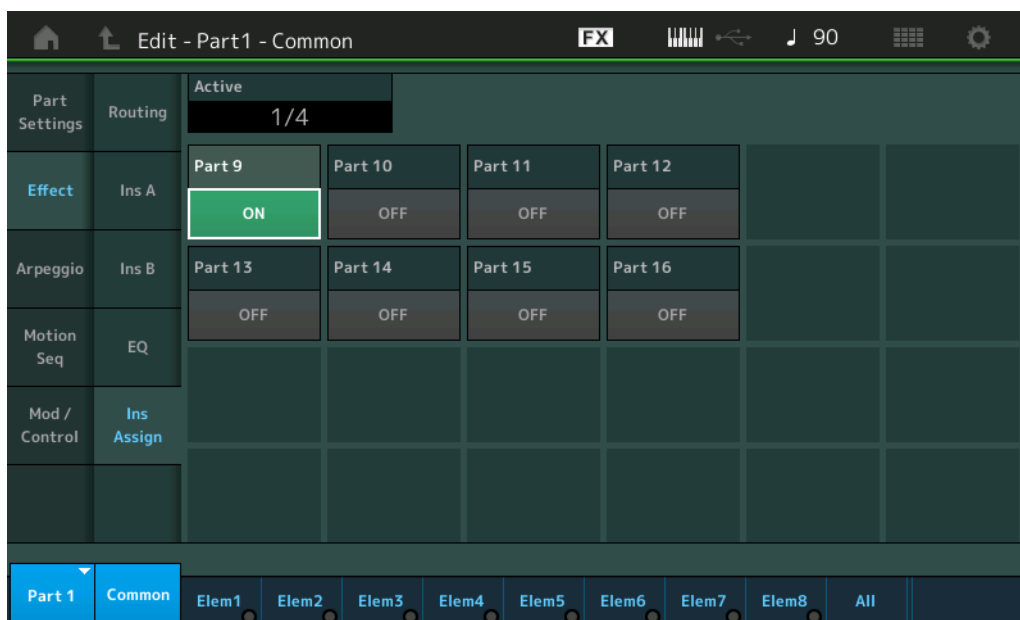 Edit - Part1 - Common FX 90
Part Settings
Routing
Active
1/4
Effect
Ins A
Part 9 Part 10 Part 11 Part 12
ON OFF OFF OFF
Arpeggio
Ins B
Part 13 Part 14 Part 15 Part 16
OFF OFF OFF OFF
Motion Seq
EQ
Mod / Control
Ins Assign
Part 1 Common Elem1 Elem2 Elem3 Elem4 Elem5 Elem6 Elem7 Elem8 All